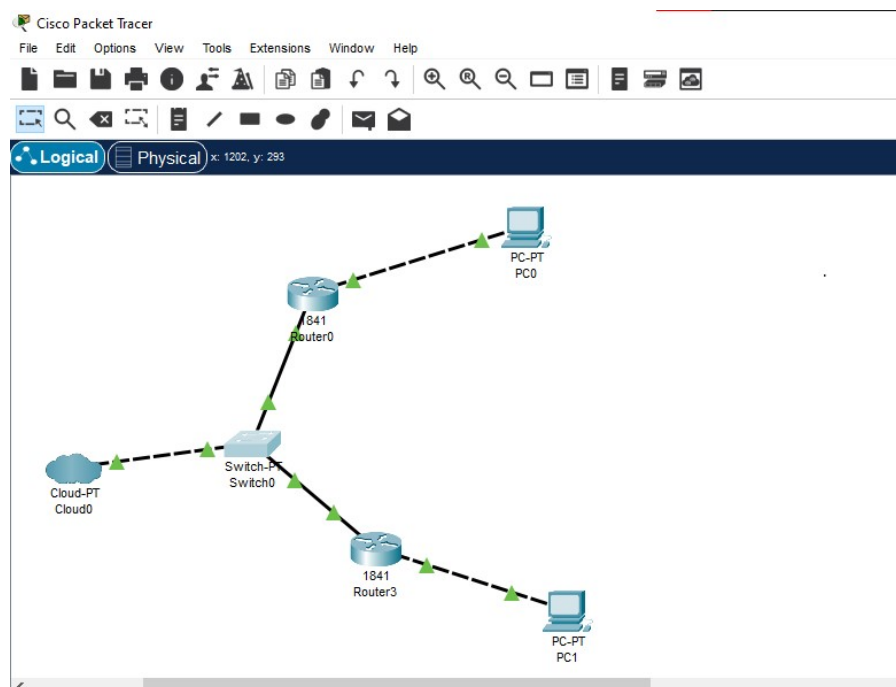 Cisco Packet Tracer
File Edit Options View Tools Extensions Window Help
Logical Physical x: 1202, y: 293
PC-PT
PC0
1841
Router0
Switch-PT
Switch0
Cloud-PT
Cloud0
1841
Router3
PC-PT
PC1